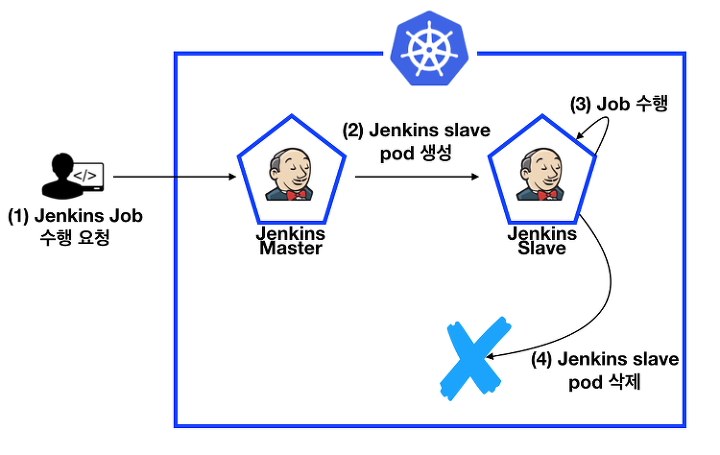 (1) Jenkins Job
수행 요청
</>
Jenkins
Master
(2) Jenkins slave
pod 생성
Jenkins
Slave
(3) Job 수행
(4) Jenkins slave
pod 삭제